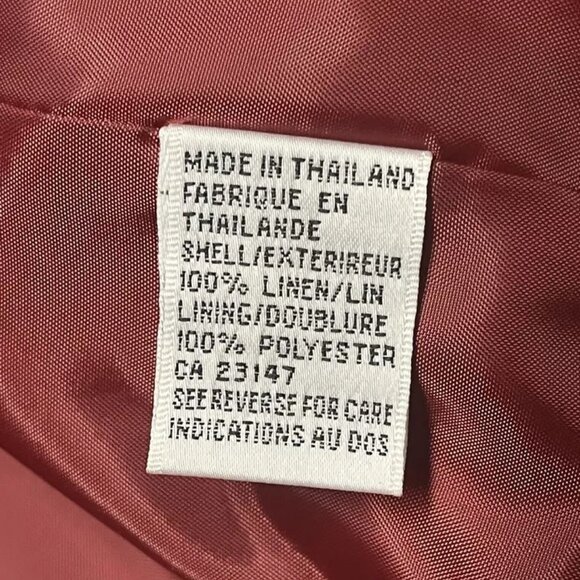 MADE IN THAILAND
FABRIQUE EN
THAILANDE
SHELL/EXTERIREUR
100% LINEN/LIN
LINING/DOUBLURE
100% POLYESTER
CA 23147
SEE REVERSE FOR CARE
INDICATIONS AU DOS